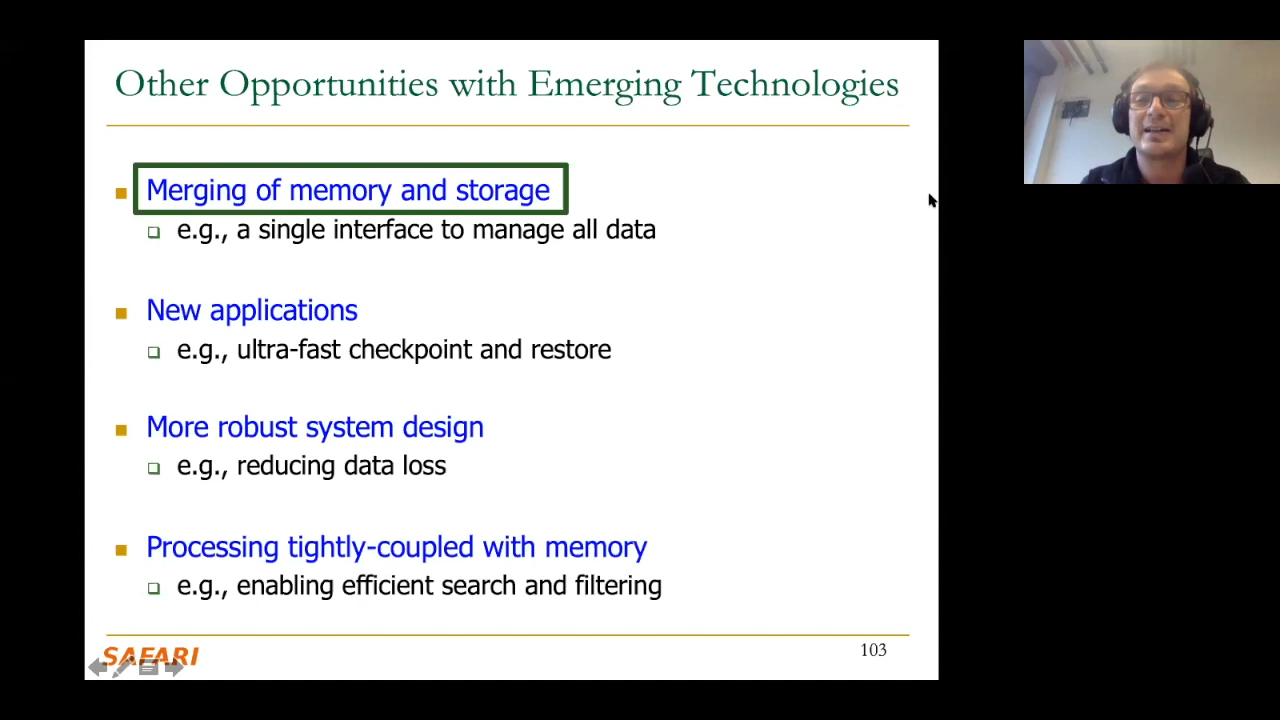 Other Opportunities with Emerging Technologies
Merging of memory and storage
e.g., a single interface to manage all data
New applications
e.g., ultra-fast checkpoint and restore
More robust system design
e.g., reducing data loss
Processing tightly-coupled with memory
e.g., enabling efficient search and filtering
SAFARI
103